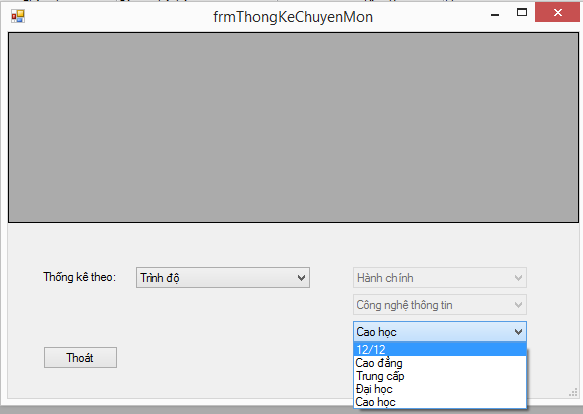 frmThongKeChuyenMon
Thống kê theo:
Trình độ
Hành chính
Công nghệ thông tin
Cao học
12/12
Cao đẳng
Trung cấp
Đại học
Cao học
Thoát